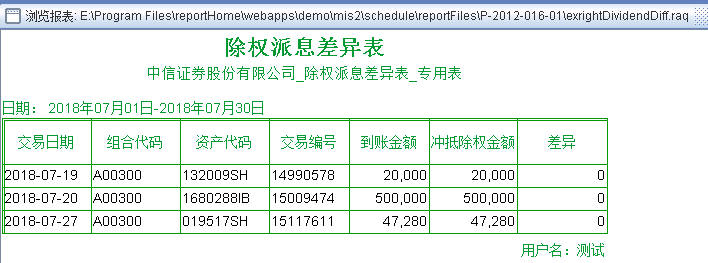 浏览报表: E:\Program Files\reportHome\webapps\demo\mis2\schedule\reportFiles\P-2012-016-01\exrightDividendDiff.raq
除权派息差异表
中信证券股份有限公司_除权派息差异表_专用表
日期： 2018年07月01日-2018年07月30日
交易日期 组合代码 资产代码 交易编号 到账金额 冲抵除权金额 差异
2018-07-19 A00300 132009SH 14990578 20,000 20,000 0
2018-07-20 A00300 1680288IB 15009474 500,000 500,000 0
2018-07-27 A00300 019517SH 15117611 47,280 47,280 0
用户名：测试